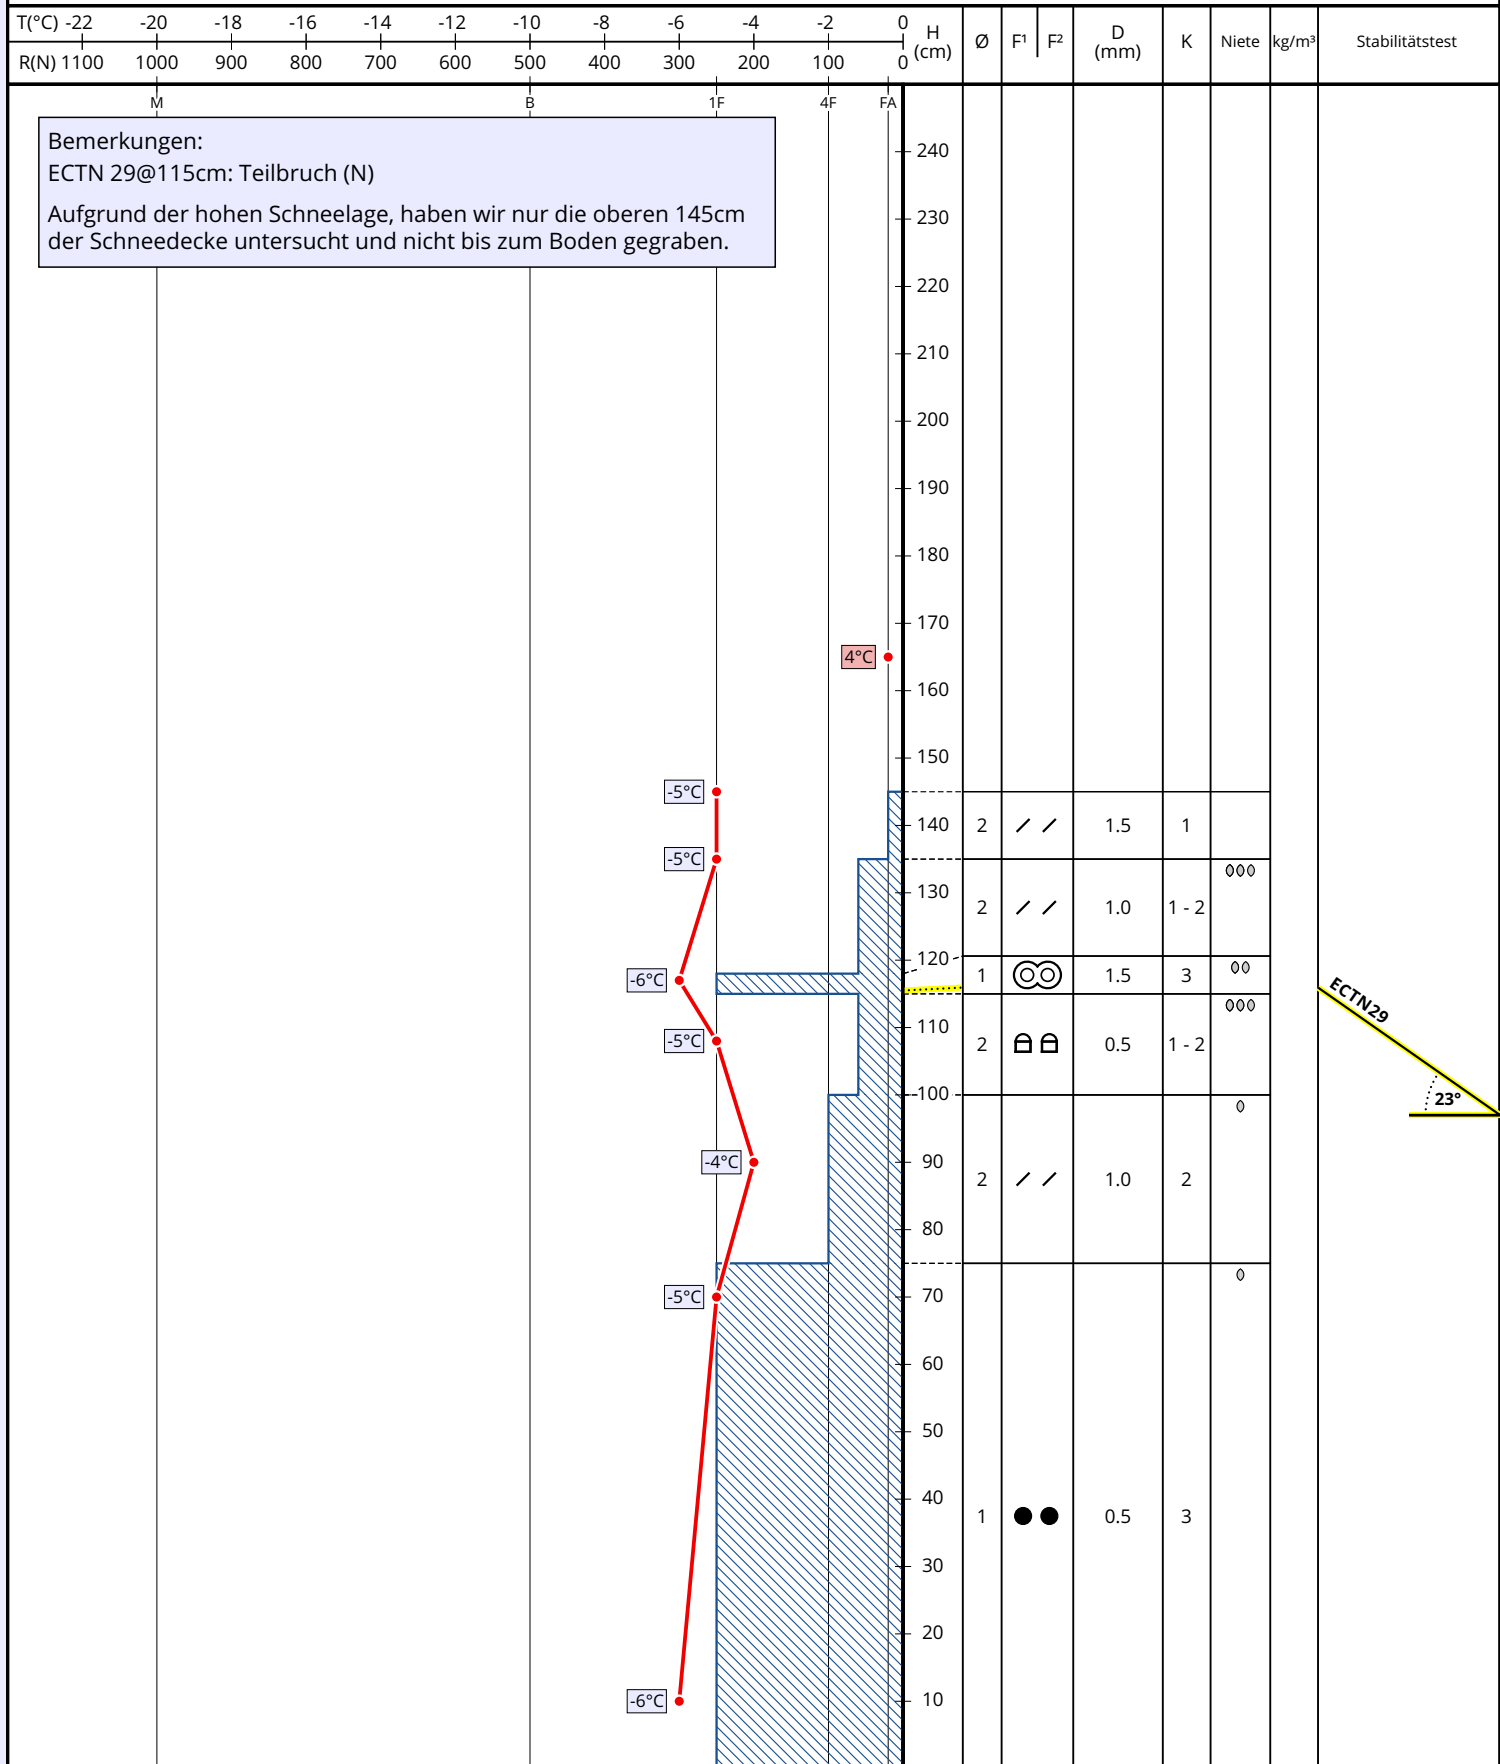 T(°C) -22 -20 -18 -16 -14 -12 -10 -8 -6 -4 -2 0
R(N) 1100 1000 900 800 700 600 500 400 300 200 100 0
H (cm) Ø F¹ F² D (mm) K Niete kg/m³ Stabilitätstest
M B 1F 4F FA
Bemerkungen:
ECTN 29@115cm: Teilbruch (N)
Aufgrund der hohen Schneelage, haben wir nur die oberen 145cm
der Schneedecke untersucht und nicht bis zum Boden gegraben.
240
230
220
210
200
190
180
170
4°C
160
150
-5°C
140 2 1.5 1
-5°C
130
2 1.0 1 - 2
120
-6°C 1 1.5 3
ECTN29
110
-5°C 2 0.5 1 - 2
100
23°
-4°C 90
2 1.0 2
80
-5°C 70
60
50
40
1 0.5 3
30
20
-6°C 10